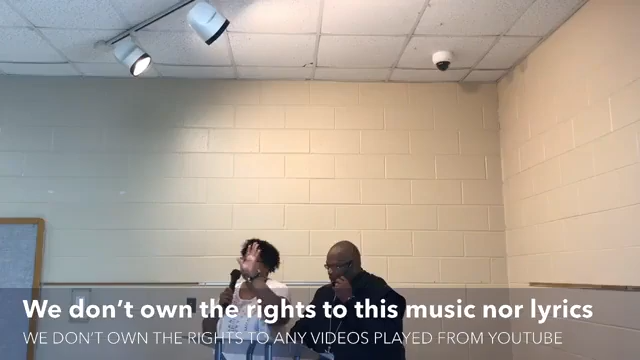 We don't own the rights to this music nor lyrics
WE DON'T OWN THE RIGHTS TO ANY VIDEOS PLAYED FROM YOUTUBE